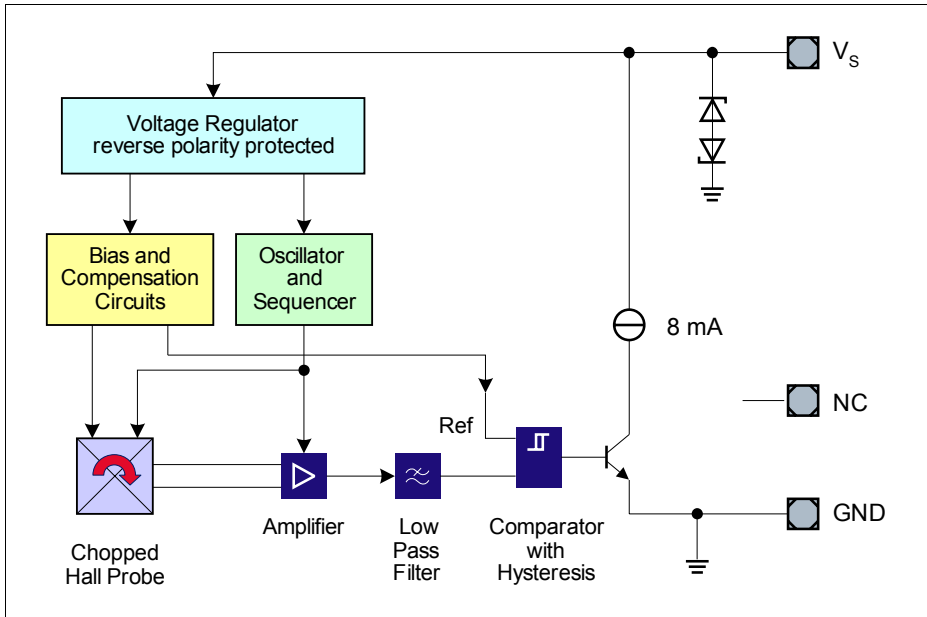 V_S
Voltage Regulator
reverse polarity protected
Bias and
Compensation
Circuits
Oscillator
and
Sequencer
8 mA
NC
Ref
GND
Amplifier
Low
Pass
Filter
Comparator
with
Hysteresis
Chopped
Hall Probe